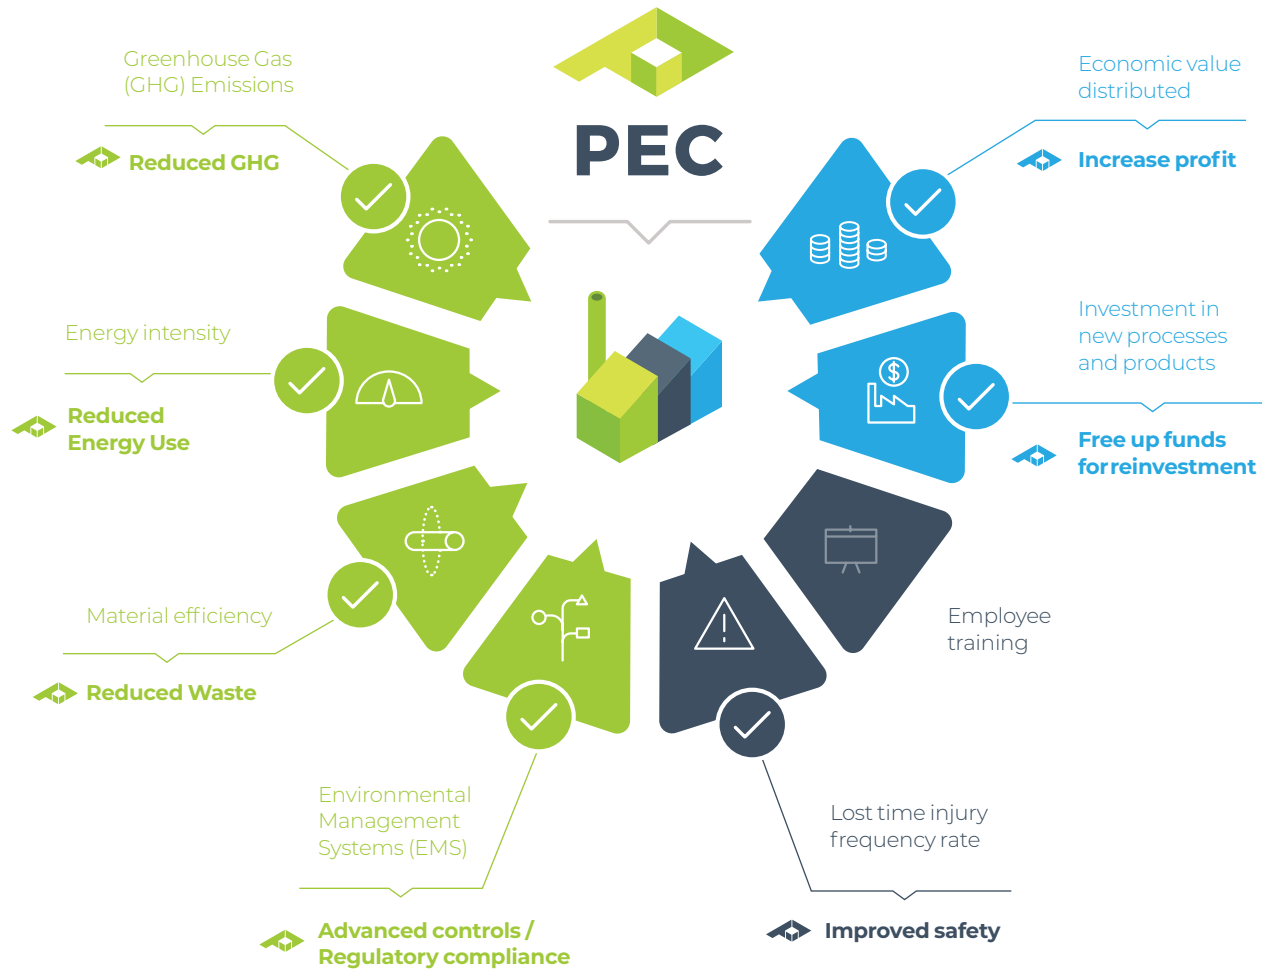 PEC
Greenhouse Gas
(GHG) Emissions
Reduced GHG
Energy intensity
Reduced
Energy Use
Material efficiency
Reduced Waste
Environmental
Management
Systems (EMS)
Advanced controls /
Regulatory compliance
Economic value
distributed
Increase profit
$
Investment in
new processes
and products
Free up funds
for reinvestment
Employee
training
Lost time injury
frequency rate
Improved safety